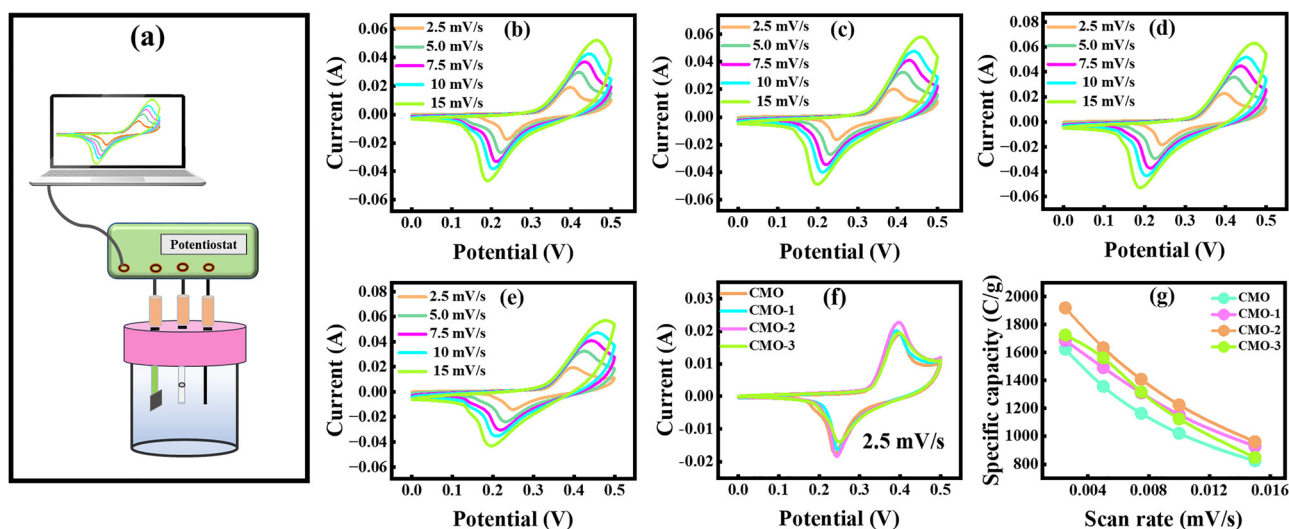 (a)
Potentiostat
(b)
2.5 mV/s
5.0 mV/s
7.5 mV/s
10 mV/s
15 mV/s
Current (A)
0.06
0.04
0.02
0.00
−0.02
−0.04
−0.06
0.0 0.1 0.2 0.3 0.4 0.5
Potential (V)
(c)
2.5 mV/s
5.0 mV/s
7.5 mV/s
10 mV/s
15 mV/s
Current (A)
0.06
0.04
0.02
0.00
−0.02
−0.04
−0.06
0.0 0.1 0.2 0.3 0.4 0.5
Potential (V)
(d)
2.5 mV/s
5.0 mV/s
7.5 mV/s
10 mV/s
15 mV/s
Current (A)
0.08
0.06
0.04
0.02
0.00
−0.02
−0.04
−0.06
0.0 0.1 0.2 0.3 0.4 0.5
Potential (V)
(e)
2.5 mV/s
5.0 mV/s
7.5 mV/s
10 mV/s
15 mV/s
Current (A)
0.08
0.06
0.04
0.02
0.00
−0.02
−0.04
−0.06
0.0 0.1 0.2 0.3 0.4 0.5
Potential (V)
(f)
CMO
CMO-1
CMO-2
CMO-3
2.5 mV/s
Current (A)
0.03
0.02
0.01
0.00
-0.01
-0.02
0.0 0.1 0.2 0.3 0.4 0.5
Potential (V)
(g)
CMO
CMO-1
CMO-2
CMO-3
Specific capacity (C/g)
2000
1800
1600
1400
1200
1000
800
0.004 0.008 0.012 0.016
Scan rate (mV/s)